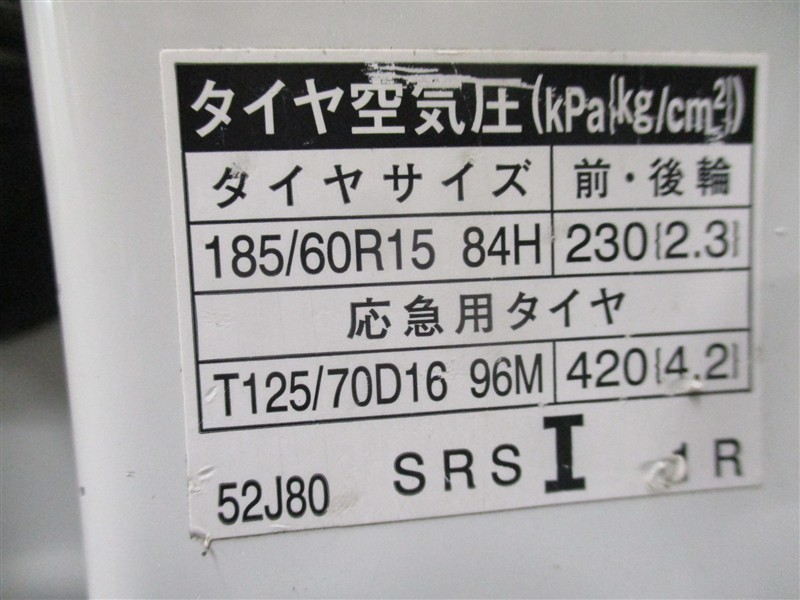 タイヤ空気圧(kPa{kg/cm²})
タイヤサイズ 前・後輪
185/60R15 84H 230{2.3}
応急用タイヤ
T125/70D16 96M 420{4.2}
52J80 SRS I 1R